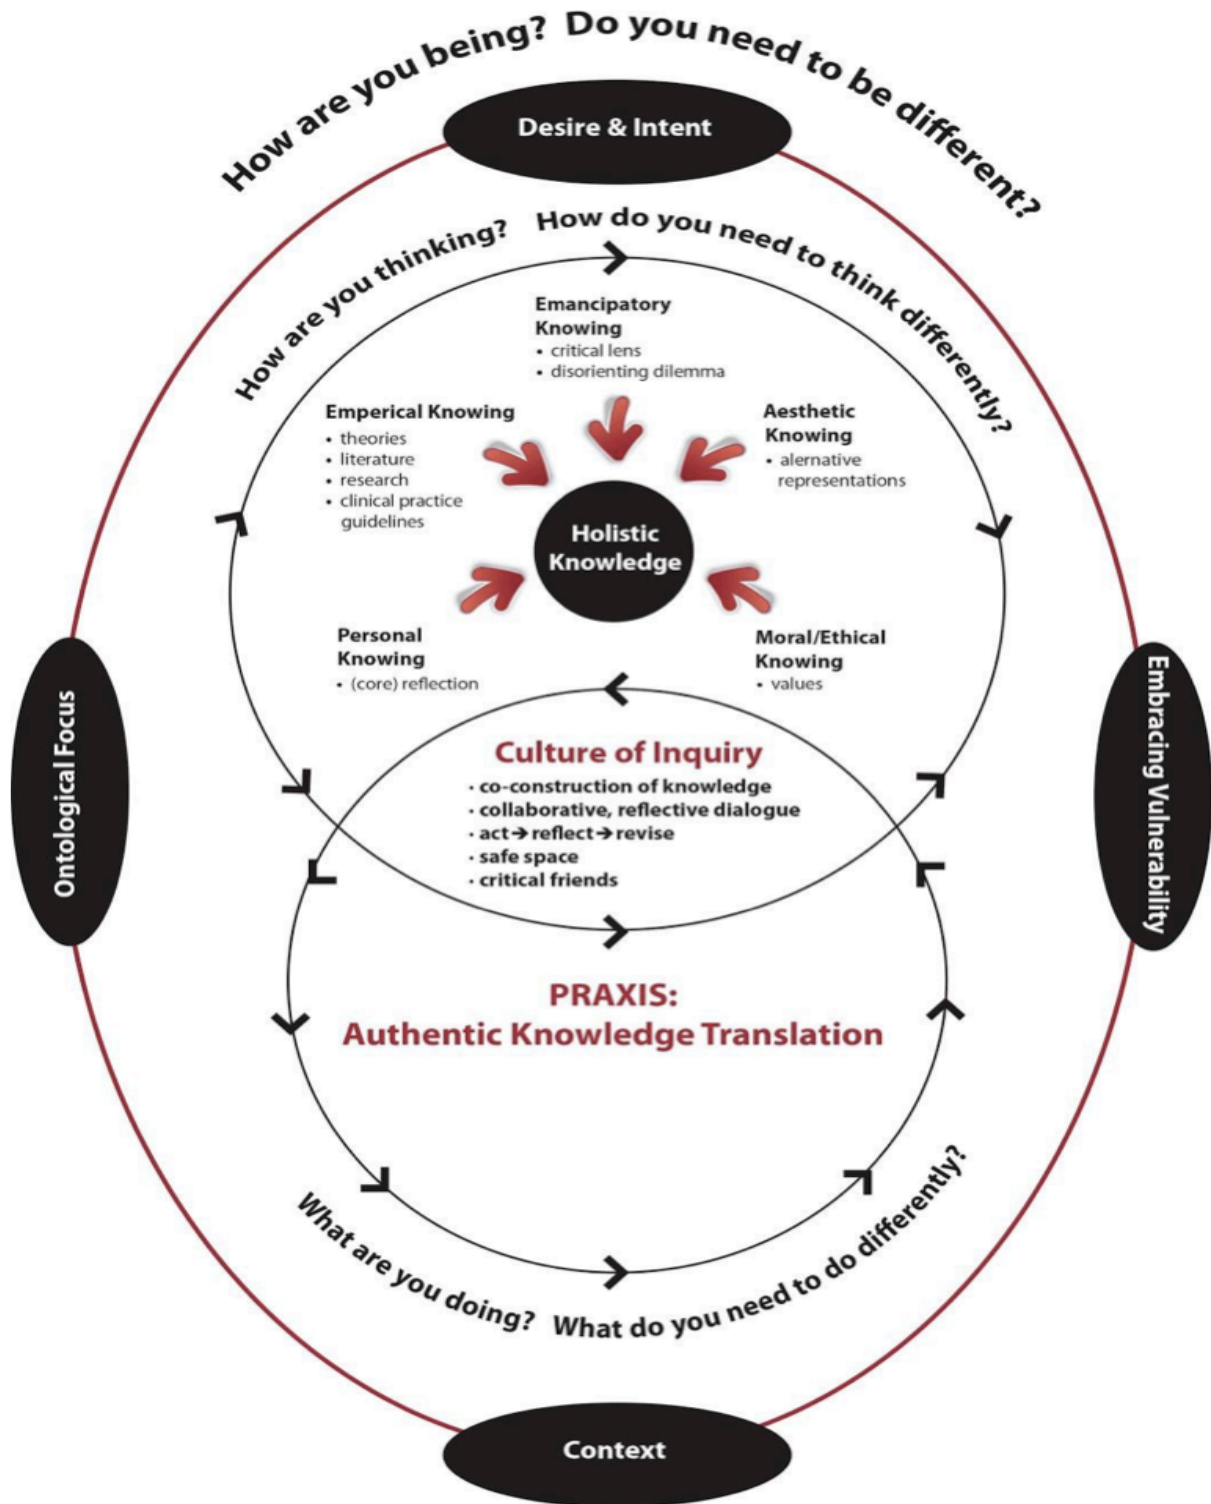 How are you being? Do you need to be different?
Desire & Intent
How are you thinking? How do you need to think differently?
Emancipatory
Knowing
• critical lens
• disorienting dilemma
Emperical Knowing
• theories
• literature
• research
• clinical practice
guidelines
Aesthetic
Knowing
• alernative
representations
Holistic
Knowledge
Personal
Knowing
• (core) reflection
Moral/Ethical
Knowing
• values
Ontological Focus
Embracing Vulnerability
Culture of Inquiry
· co-construction of knowledge
· collaborative, reflective dialogue
· act➔reflect➔revise
· safe space
· critical friends
PRAXIS:
Authentic Knowledge Translation
What are you doing? What do you need to do differently?
Context